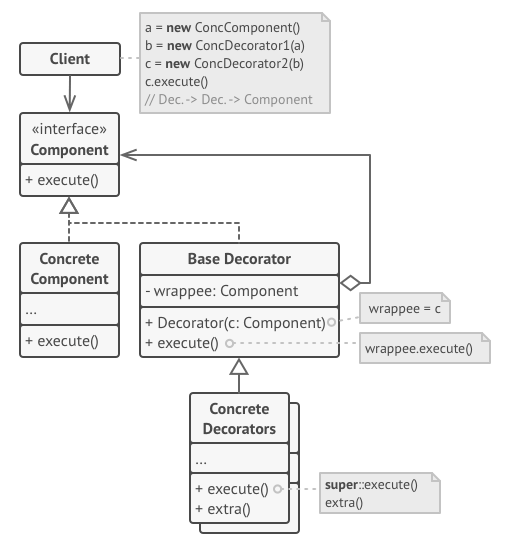 a = new ConcComponent()
b = new ConcDecorator1(a)
c = new ConcDecorator2(b)
c.execute()
// Dec. -> Dec. -> Component
Client
«interface»
Component
+ execute()
Concrete
Component
...
+ execute()
Base Decorator
- wrappee: Component
+ Decorator(c: Component)
+ execute()
wrappee = c
wrappee.execute()
Concrete
Decorators
...
+ execute()
+ extra()
super::execute()
extra()